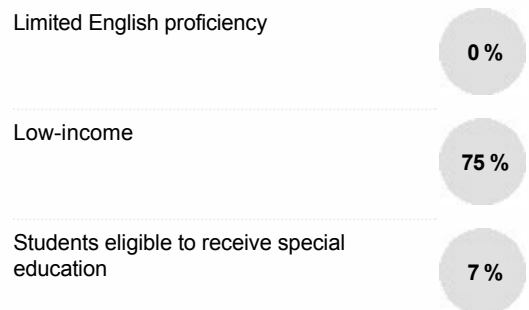 Limited English proficiency
0 %
Low-income
75 %
Students eligible to receive special
education
7 %